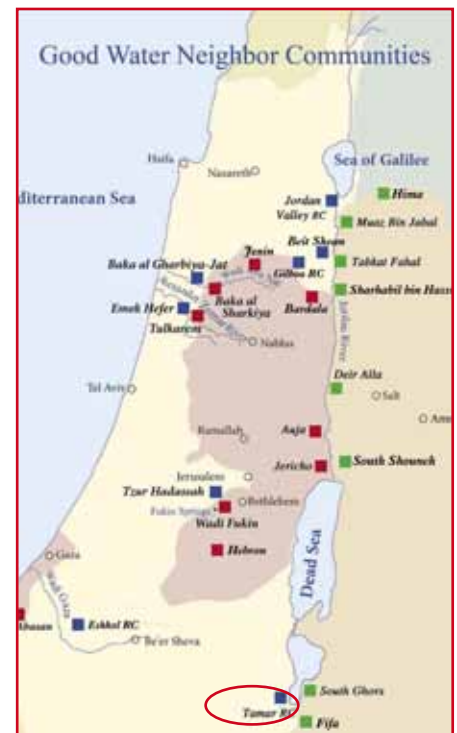 Good Water Neighbor Communities
Haifa
Nazareth
Sea of Galilee
diterranean Sea
Jordan
Valley RC
Hima
Muaz Bin Jabal
Beit Shean
Jenin
Gilboa RC
Tabkat Fahal
Baka al Gharbiya-Jat
Baka al
Sharkiya
Bardala
Sharhabil bin Hass
Emek Hefer
Tulkarem
Nablus
Jordan River
Deir Alla
Tel Aviv
Salt
Am
Ramallah
Auja
Jericho
South Shouneh
Jerusalem
Tzur Hadassah
Bethlehem
Wadi Fukin
Hebron
Dead Sea
Gaza
Wadi Gaza
Abasan
Eshkol RC
Be'er Sheva
South Ghors
Tamar RC
Fifa